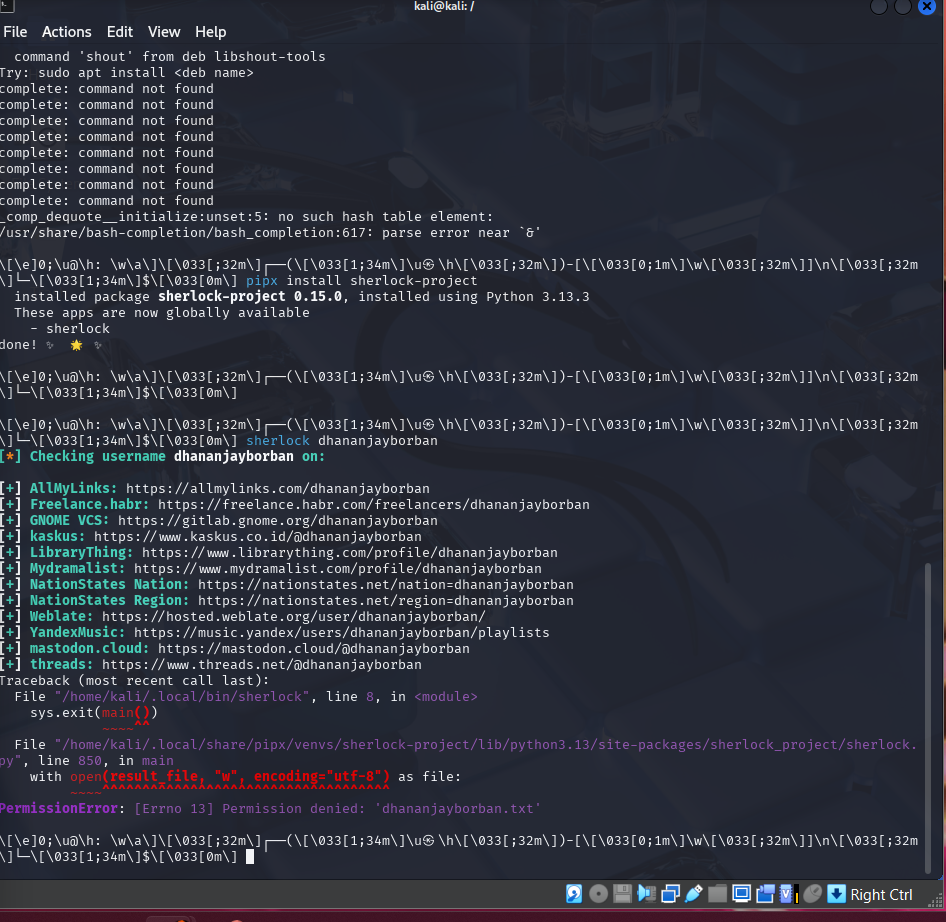 kali@kali: /
File Actions Edit View Help
command 'shout' from deb libshout-tools
Try: sudo apt install <deb name>
complete: command not found
complete: command not found
complete: command not found
complete: command not found
complete: command not found
complete: command not found
complete: command not found
complete: command not found
_comp_dequote__initialize:unset:5: no such hash table element:
/usr/share/bash-completion/bash_completion:617: parse error near `&'
\[\e]0;\u@\h: \w\a\]\[\033[;32m\]┌──(\[\033[1;34m\]\u㉿\h\[\033[;32m\])-[\[\033[0;1m\]\w\[\033[;32m\]]\n\[\033[;32m
\]└─\[\033[1;34m\]$\[\033[0m\] pipx install sherlock-project
installed package sherlock-project 0.15.0, installed using Python 3.13.3
These apps are now globally available
- sherlock
done! ✨ 🌟 ✨
\[\e]0;\u@\h: \w\a\]\[\033[;32m\]┌──(\[\033[1;34m\]\u㉿\h\[\033[;32m\])-[\[\033[0;1m\]\w\[\033[;32m\]]\n\[\033[;32m
\]└─\[\033[1;34m\]$\[\033[0m\]
\[\e]0;\u@\h: \w\a\]\[\033[;32m\]┌──(\[\033[1;34m\]\u㉿\h\[\033[;32m\])-[\[\033[0;1m\]\w\[\033[;32m\]]\n\[\033[;32m
\]└─\[\033[1;34m\]$\[\033[0m\] sherlock dhananjayborban
[*] Checking username dhananjayborban on:
[+] AllMyLinks: https://allmylinks.com/dhananjayborban
[+] Freelance.habr: https://freelance.habr.com/freelancers/dhananjayborban
[+] GNOME VCS: https://gitlab.gnome.org/dhananjayborban
[+] kaskus: https://www.kaskus.co.id/@dhananjayborban
[+] LibraryThing: https://www.librarything.com/profile/dhananjayborban
[+] Mydramalist: https://www.mydramalist.com/profile/dhananjayborban
[+] NationStates Nation: https://nationstates.net/nation=dhananjayborban
[+] NationStates Region: https://nationstates.net/region=dhananjayborban
[+] Weblate: https://hosted.weblate.org/user/dhananjayborban/
[+] YandexMusic: https://music.yandex/users/dhananjayborban/playlists
[+] mastodon.cloud: https://mastodon.cloud/@dhananjayborban
[+] threads: https://www.threads.net/@dhananjayborban
Traceback (most recent call last):
File "/home/kali/.local/bin/sherlock", line 8, in <module>
sys.exit(main())
~~~~^^
File "/home/kali/.local/share/pipx/venvs/sherlock-project/lib/python3.13/site-packages/sherlock_project/sherlock.
py", line 850, in main
with open(result_file, "w", encoding="utf-8") as file:
~~~~^^^^^^^^^^^^^^^^^^^^^^^^^^^^^^^^^^^^
PermissionError: [Errno 13] Permission denied: 'dhananjayborban.txt'
\[\e]0;\u@\h: \w\a\]\[\033[;32m\]┌──(\[\033[1;34m\]\u㉿\h\[\033[;32m\])-[\[\033[0;1m\]\w\[\033[;32m\]]\n\[\033[;32m
\]└─\[\033[1;34m\]$\[\033[0m\]
Right Ctrl